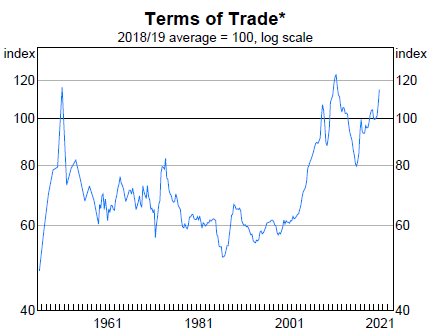 Terms of Trade*
2018/19 average = 100, log scale
index index
120 120
100 100
80 80
60 60
40 40
1961 1981 2001 2021